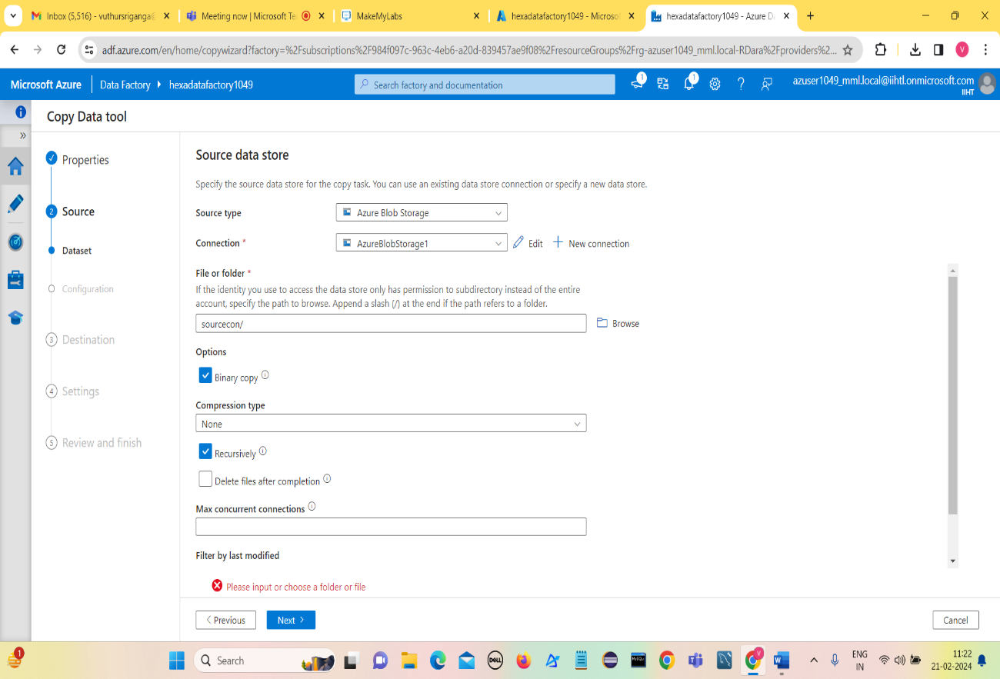 Inbox (5,516) - vuthursriganga@
Meeting now | Microsoft Te
MakeMyLabs
hexadatafactory1049 - Microso
hexadatafactory1049 - Azure D
adf.azure.com/en/home/copywizard?factory=%2Fsubscriptions%2F984f097c-963c-4eb6-a20d-839457ae9f08%2FresourceGroups%2Frg-azuser1049_mml.local-RDara%2Fproviders%2...
V
Microsoft Azure
Data Factory
hexadatafactory1049
Search factory and documentation
1
1
azuser1049_mml.local@iihtl.onmicrosoft.com
IIHT
Copy Data tool
Properties
2 Source
Dataset
Configuration
3 Destination
4 Settings
5 Review and finish
Source data store
Specify the source data store for the copy task. You can use an existing data store connection or specify a new data store.
Source type
Azure Blob Storage
Connection *
AzureBlobStorage1
Edit
New connection
File or folder *
If the identity you use to access the data store only has permission to subdirectory instead of the entire
account, specify the path to browse. Append a slash (/) at the end if the path refers to a folder.
sourcecon/
Browse
Options
Binary copy
Compression type
None
Recursively
Delete files after completion
Max concurrent connections
Filter by last modified
Please input or choose a folder or file
Previous
Next
Cancel
1
Search
DELL
MySQL
V
ENG
IN
11:22
21-02-2024